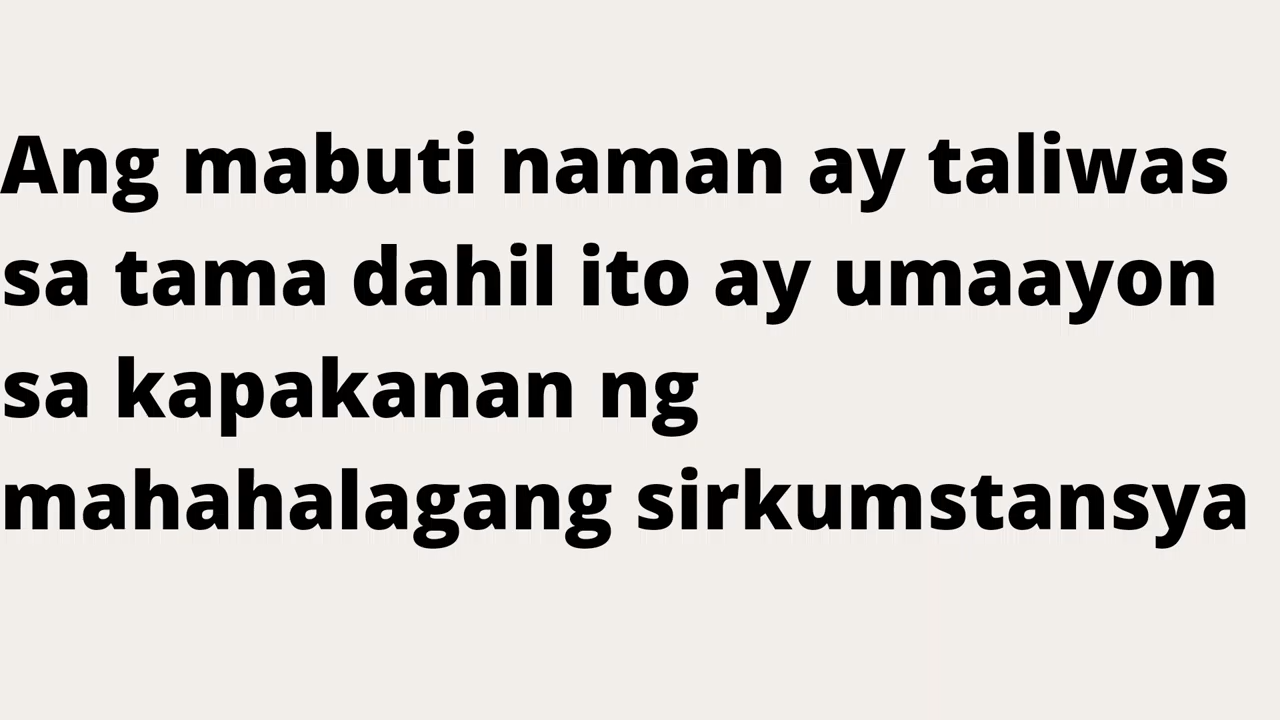 Ang mabuti naman ay taliwas
sa tama dahil ito ay umaayon
sa kapakanan ng
mahahalagang sirkumstansya